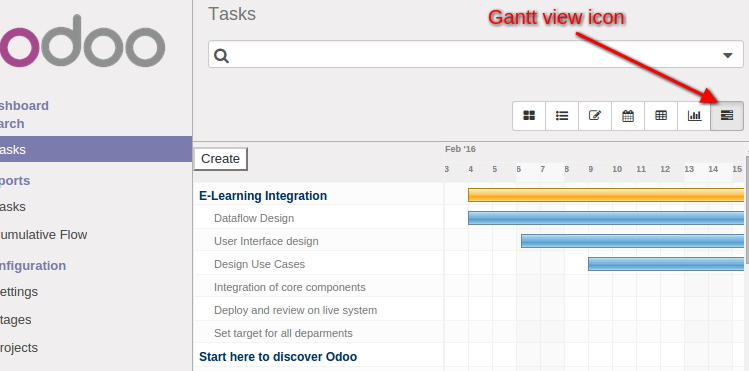 Tasks
Gantt view icon
odoo
shboard
arch
asks
ports
asks
umulative Flow
nfiguration
ettings
tages
rojects
Create
Feb '16
3 4 5 6 7 8 9 10 11 12 13 14 15
E-Learning Integration
Dataflow Design
User Interface design
Design Use Cases
Integration of core components
Deploy and review on live system
Set target for all deparments
Start here to discover Odoo